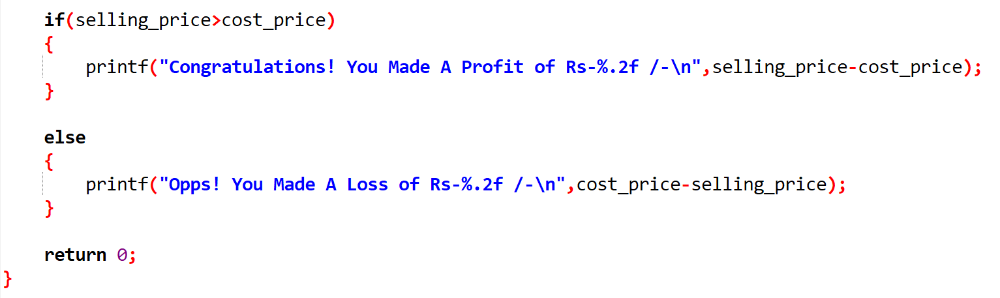 if(selling_price>cost_price)
{
printf("Congratulations! You Made A Profit of Rs-%.2f /-\n",selling_price-cost_price);
}
else
{
printf("Opps! You Made A Loss of Rs-%.2f /-\n",cost_price-selling_price);
}
return 0;
}